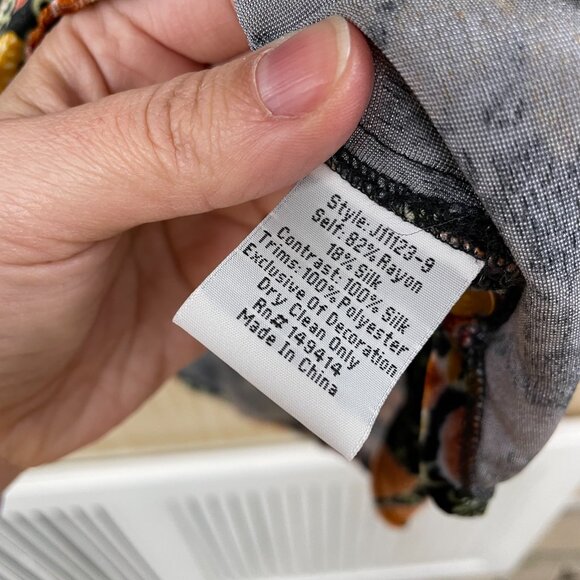 Style:J11123-9
Self:82% Rayon
18% Silk
Contrast:100% Silk
Trims:100% Polyester
Exclusive Of Decoration
Dry Clean Only
Rn# 149414
Made In China